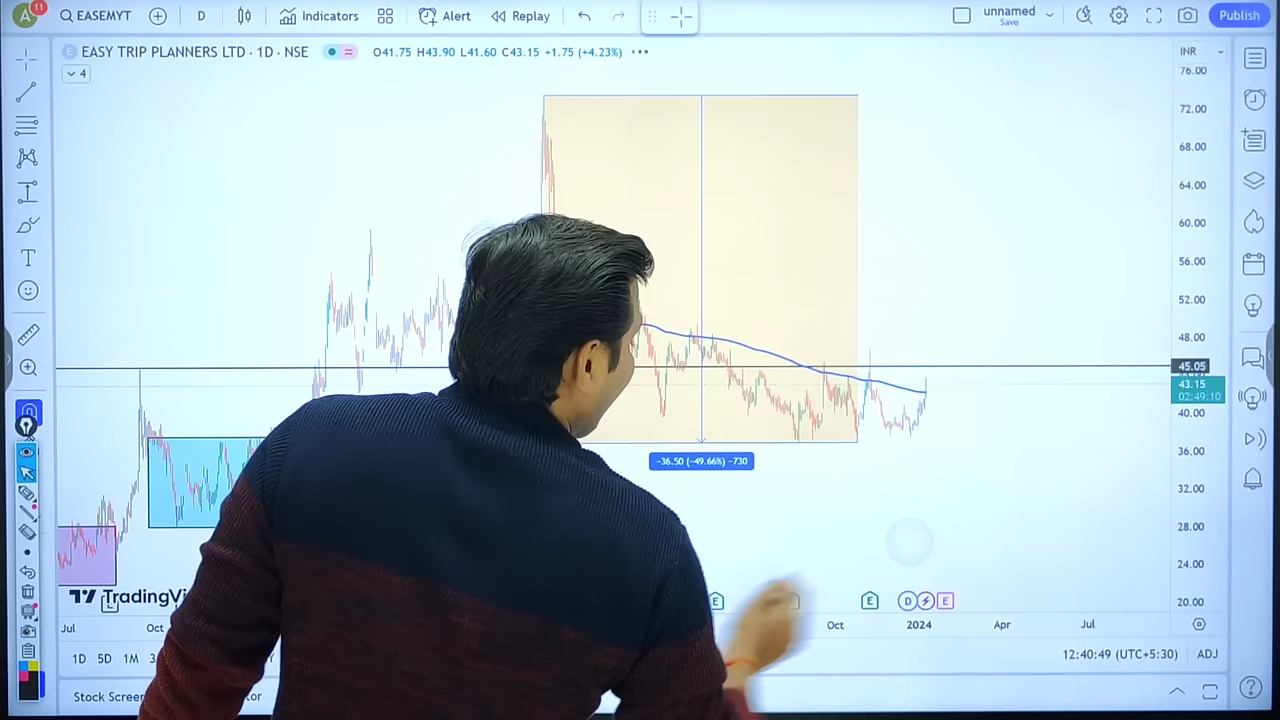 A 11 EASEMYT D Indicators Alert Replay unnamed Save Publish
E EASY TRIP PLANNERS LTD · 1D · NSE O41.75 H43.90 L41.60 C43.15 +1.75 (+4.23%)
INR
4
76.00
72.00
68.00
64.00
60.00
56.00
52.00
48.00
45.05
43.15
02:49:10
40.00
36.00
−36.50 (−49.66%) −730
32.00
28.00
24.00
20.00
E E D E
Jul Oct Oct 2024 Apr Jul
1D 5D 1M 12:40:49 (UTC+5:30) ADJ